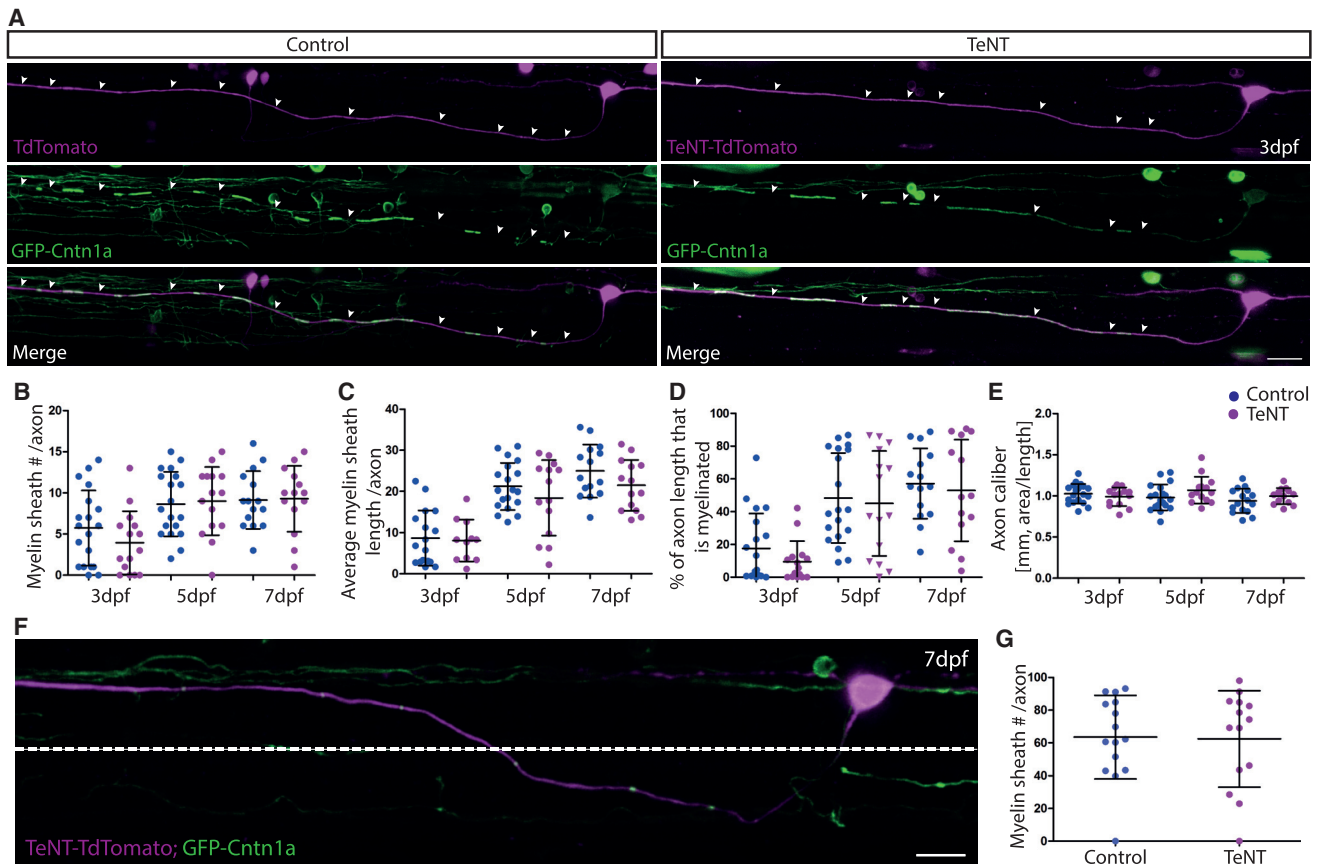 A
Control
TeNT
TdTomato
TeNT-TdTomato
3dpf
GFP-Cntn1a
GFP-Cntn1a
Merge
Merge
B
Myelin sheath # /axon
20
15
10
5
0
3dpf
5dpf
7dpf
C
Average myelin sheath
length /axon
40
30
20
10
0
3dpf
5dpf
7dpf
D
% of axon length that
is myelinated
100
80
60
40
20
0
3dpf
5dpf
7dpf
E
Control
TeNT
Axon caliber
[mm, area/length]
2.0
1.5
1.0
0.5
0.0
3dpf
5dpf
7dpf
F
7dpf
TeNT-TdTomato; GFP-Cntn1a
G
Myelin sheath # /axon
100
80
60
40
20
0
Control
TeNT